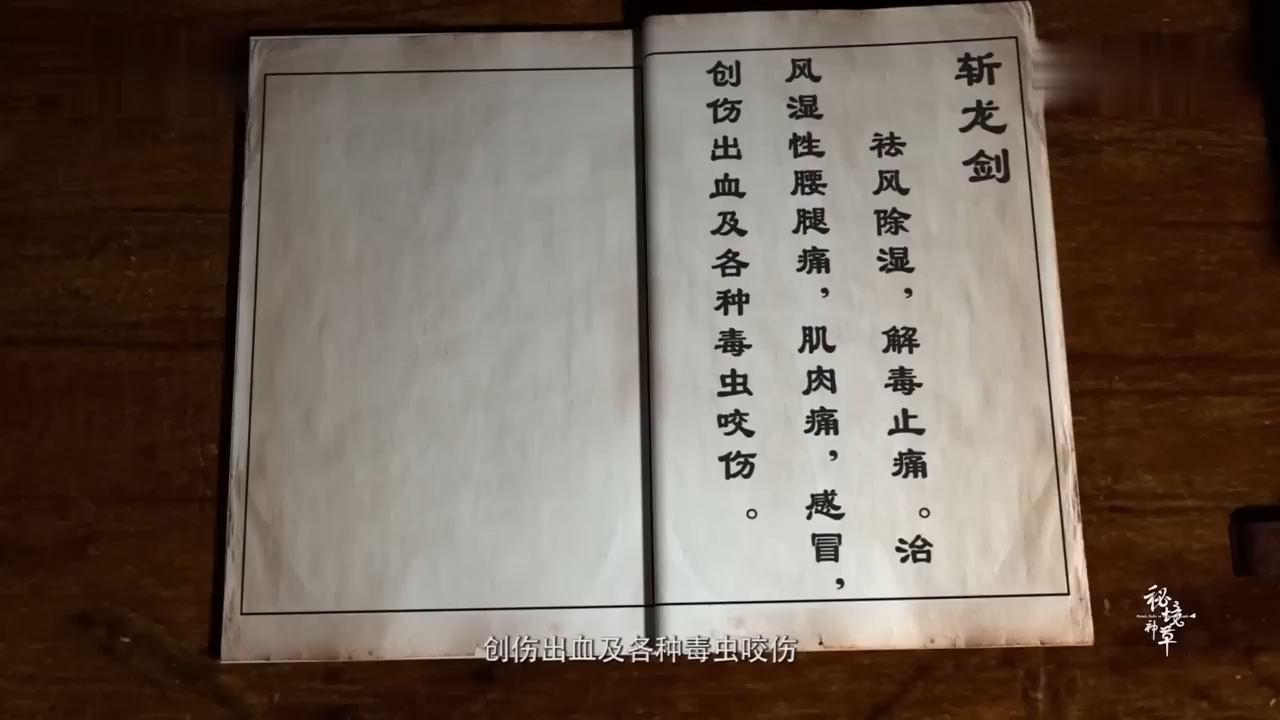 斩龙剑
祛风除湿，解毒止痛。治
风湿性腰腿痛，肌肉痛，感冒，
创伤出血及各种毒虫咬伤。
创伤出血及各种毒虫咬伤
秘境神草